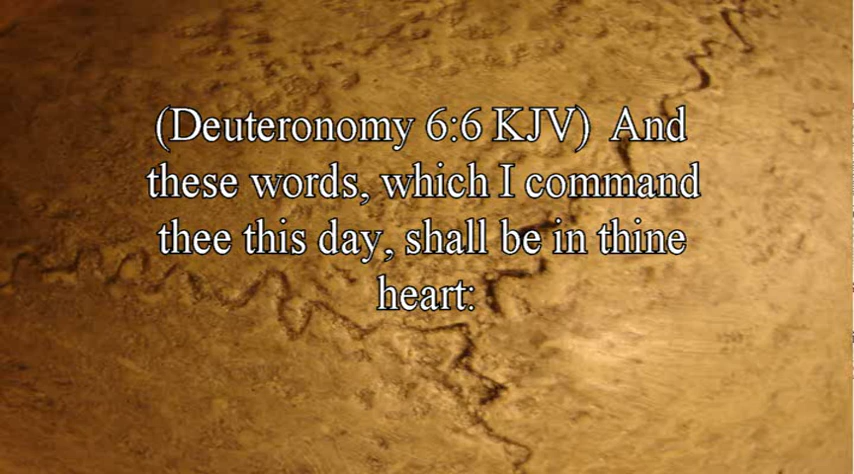 (Deuteronomy 6:6 KJV)  And
these words, which I command
thee this day, shall be in thine
heart: